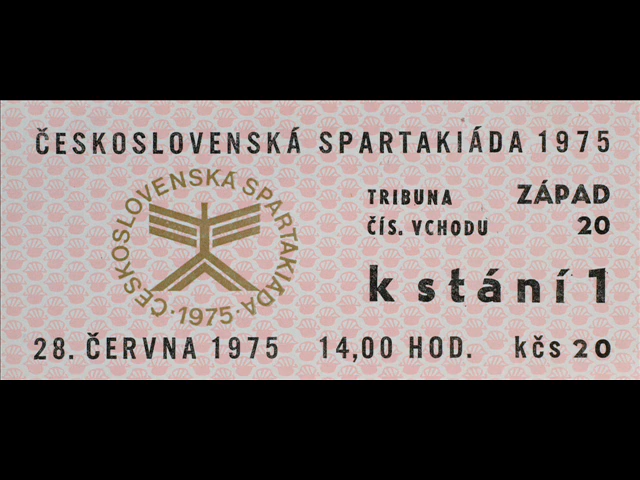 ČESKOSLOVENSKÁ SPARTAKIÁDA 1975
ČESKOSLOVENSKÁ SPARTAKIÁDA · 1975 ·
TRIBUNA ZÁPAD
ČÍS. VCHODU 20
k stání 1
28. ČERVNA 1975 14,00 HOD. kčs 20